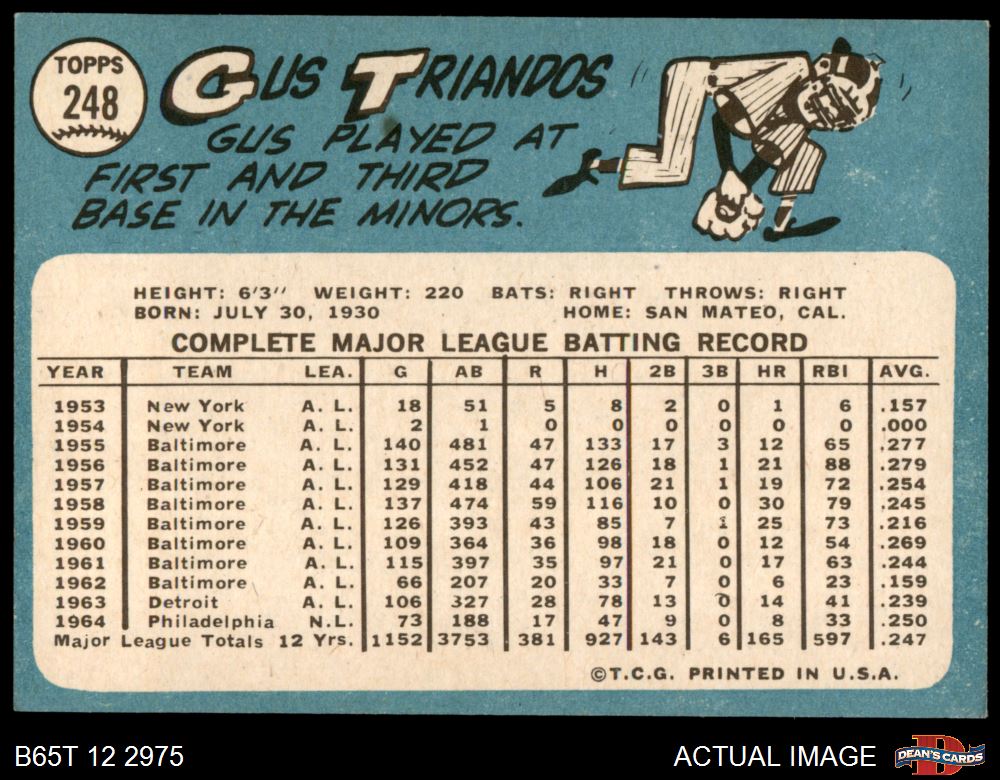 TOPPS
248
GUS TRIANDOS
GUS PLAYED AT
FIRST AND THIRD
BASE IN THE MINORS.
HEIGHT: 6'3" WEIGHT: 220 BATS: RIGHT THROWS: RIGHT
BORN: JULY 30, 1930 HOME: SAN MATEO, CAL.
COMPLETE MAJOR LEAGUE BATTING RECORD
YEAR TEAM LEA. G AB R H 2B 3B HR RBI AVG.
1953 New York A. L. 18 51 5 8 2 0 1 6 .157
1954 New York A. L. 2 1 0 0 0 0 0 0 .000
1955 Baltimore A. L. 140 481 47 133 17 3 12 65 .277
1956 Baltimore A. L. 131 452 47 126 18 1 21 88 .279
1957 Baltimore A. L. 129 418 44 106 21 1 19 72 .254
1958 Baltimore A. L. 137 474 59 116 10 0 30 79 .245
1959 Baltimore A. L. 126 393 43 85 7 1 25 73 .216
1960 Baltimore A. L. 109 364 36 98 18 0 12 54 .269
1961 Baltimore A. L. 115 397 35 97 21 0 17 63 .244
1962 Baltimore A. L. 66 207 20 33 7 0 6 23 .159
1963 Detroit A. L. 106 327 28 78 13 0 14 41 .239
1964 Philadelphia N.L. 73 188 17 47 9 0 8 33 .250
Major League Totals 12 Yrs. 1152 3753 381 927 143 6 165 597 .247
©T.C.G. PRINTED IN U.S.A.
B65T 12 2975 ACTUAL IMAGE DEAN'S CARDS